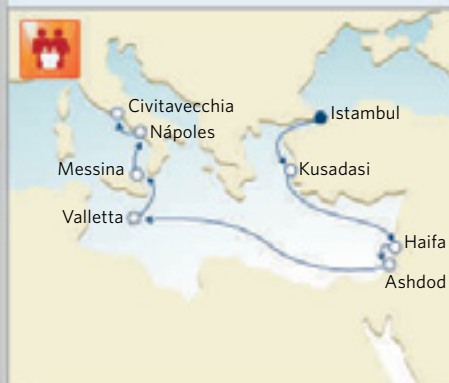 Civitavecchia
Istambul
Nápoles
Messina
Kusadasi
Valletta
Haifa
Ashdod